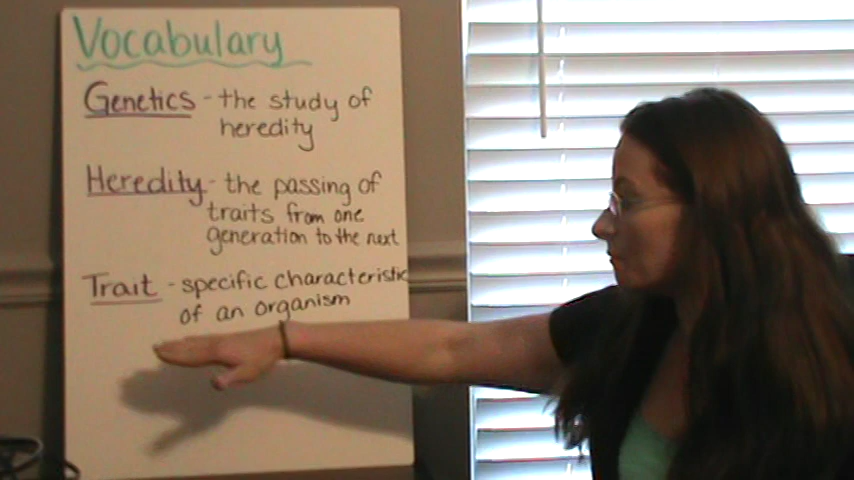 Vocabulary
Genetics - the study of
heredity
Heredity - the passing of
traits from one
generation to the next
Trait - specific characteristic
of an organism